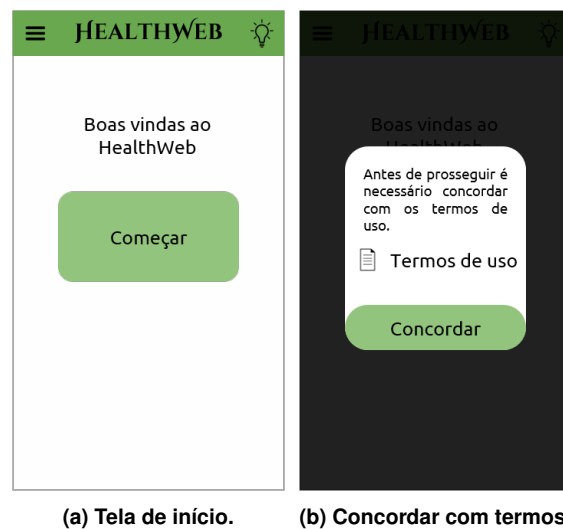 HEALTHWEB
Boas vindas ao
HealthWeb
Começar
(a) Tela de início.
HEALTHWEB
Boas vindas ao
HealthWeb
Antes de prosseguir é
necessário concordar
com os termos de
uso.
Termos de uso
Concordar
(b) Concordar com termos